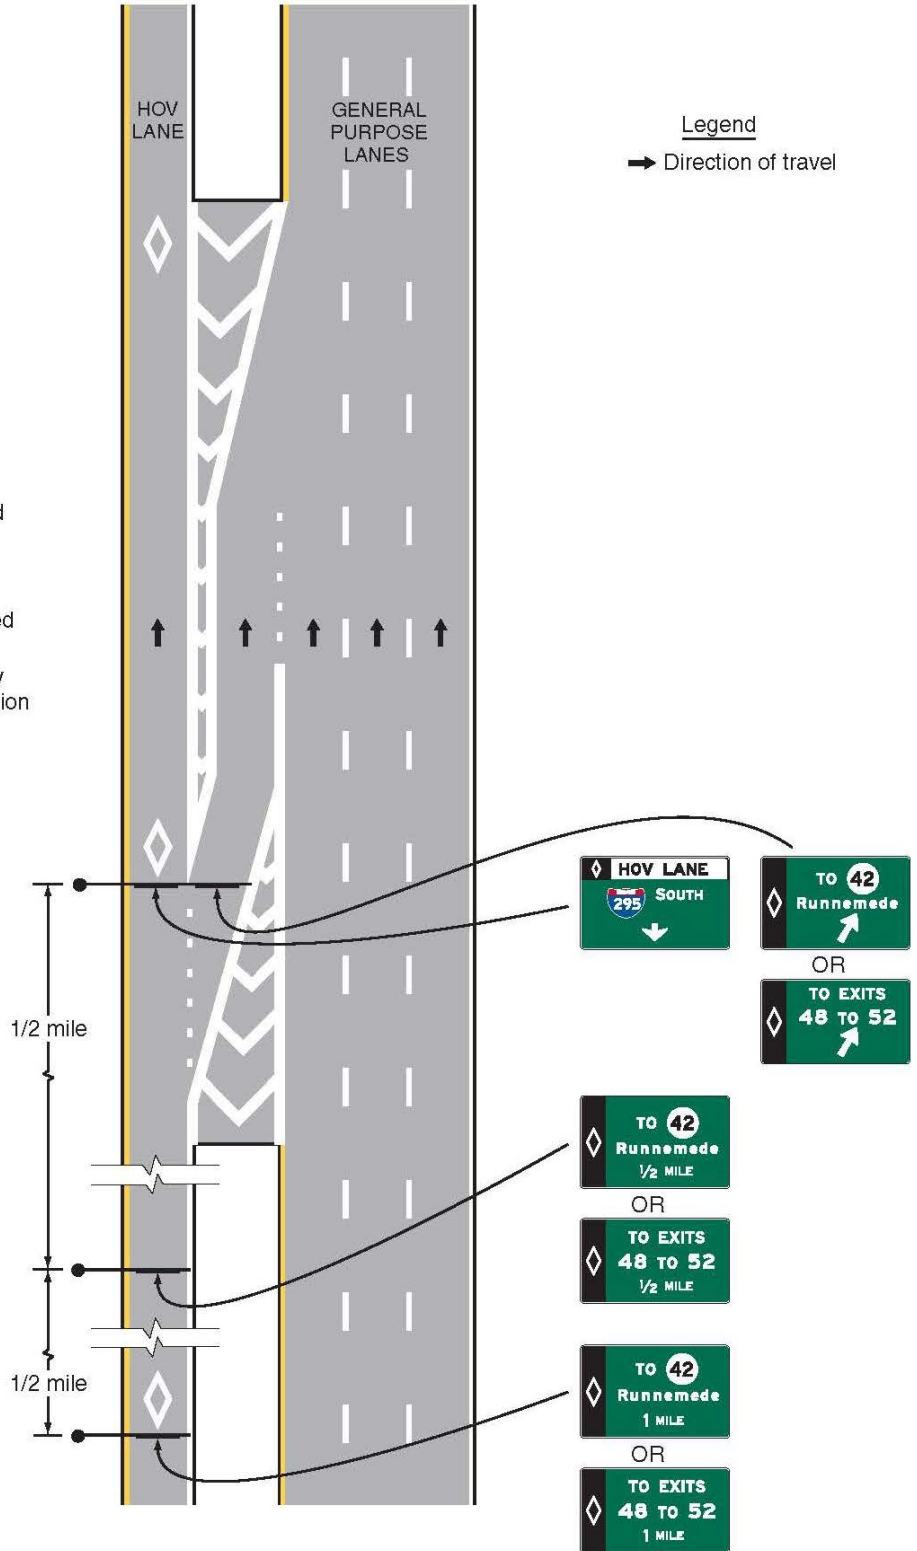 HOV
LANE
GENERAL
PURPOSE
LANES
Legend
Direction of travel
HOV LANE
295
SOUTH
TO 42
Runnemede
OR
TO EXITS
48 TO 52
1/2 mile
TO 42
Runnemede
1/2 MILE
OR
TO EXITS
48 TO 52
1/2 MILE
1/2 mile
TO 42
Runnemede
1 MILE
OR
TO EXITS
48 TO 52
1 MILE